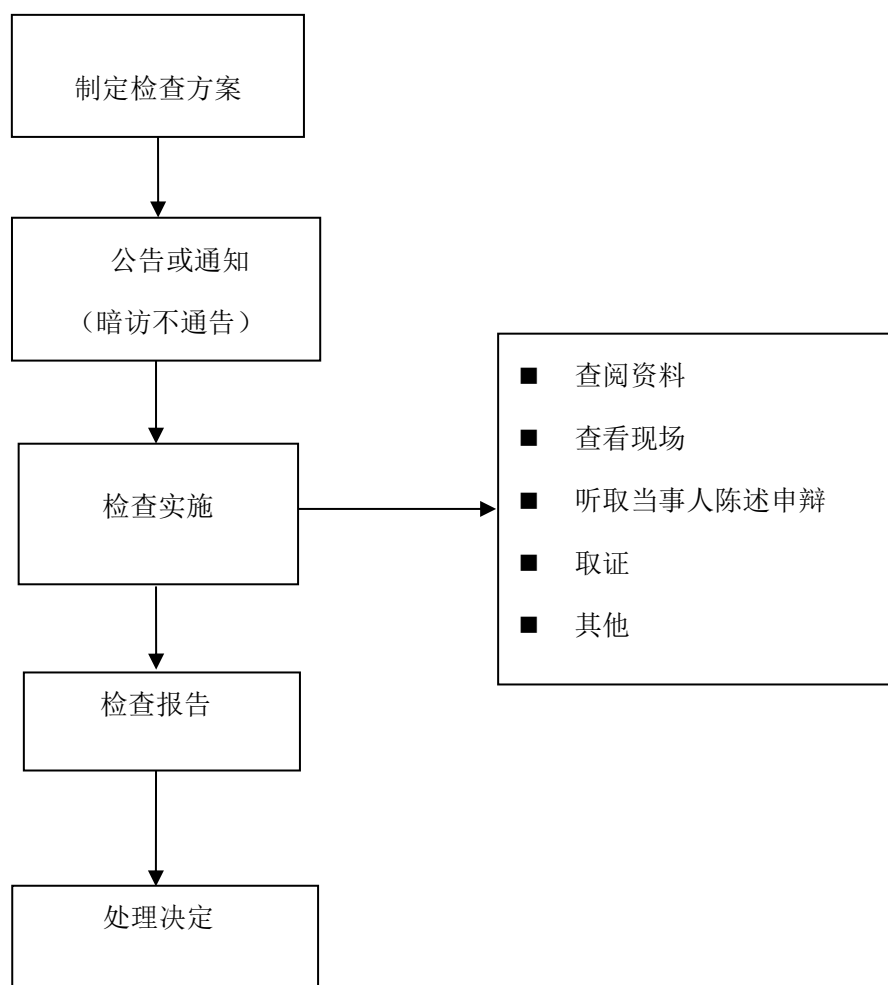 制定检查方案
公告或通知
（暗访不通告）
检查实施
■ 查阅资料
■ 查看现场
■ 听取当事人陈述申辩
■ 取证
■ 其他
检查报告
处理决定